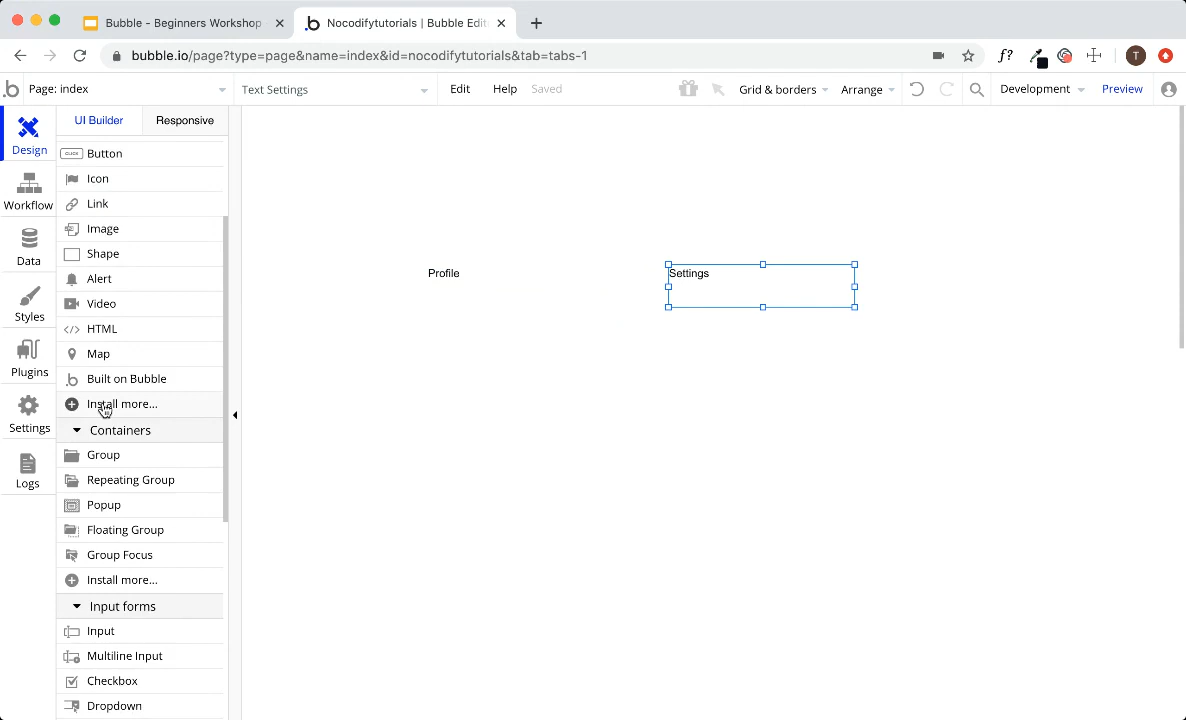 Bubble - Beginners Workshop
Nocodifytutorials | Bubble Edit
bubble.io/page?type=page&name=index&id=nocodifytutorials&tab=tabs-1
f?
T
Page: index
Text Settings
Edit
Help
Saved
Grid & borders
Arrange
Development
Preview
Design
Workflow
Data
Styles
Plugins
Settings
Logs
UI Builder
Responsive
CLICK
Button
Icon
Link
Image
Shape
Alert
Video
HTML
Map
Built on Bubble
Install more...
Containers
Group
Repeating Group
Popup
Floating Group
Group Focus
Install more...
Input forms
Input
Multiline Input
Checkbox
Dropdown
Profile
Settings